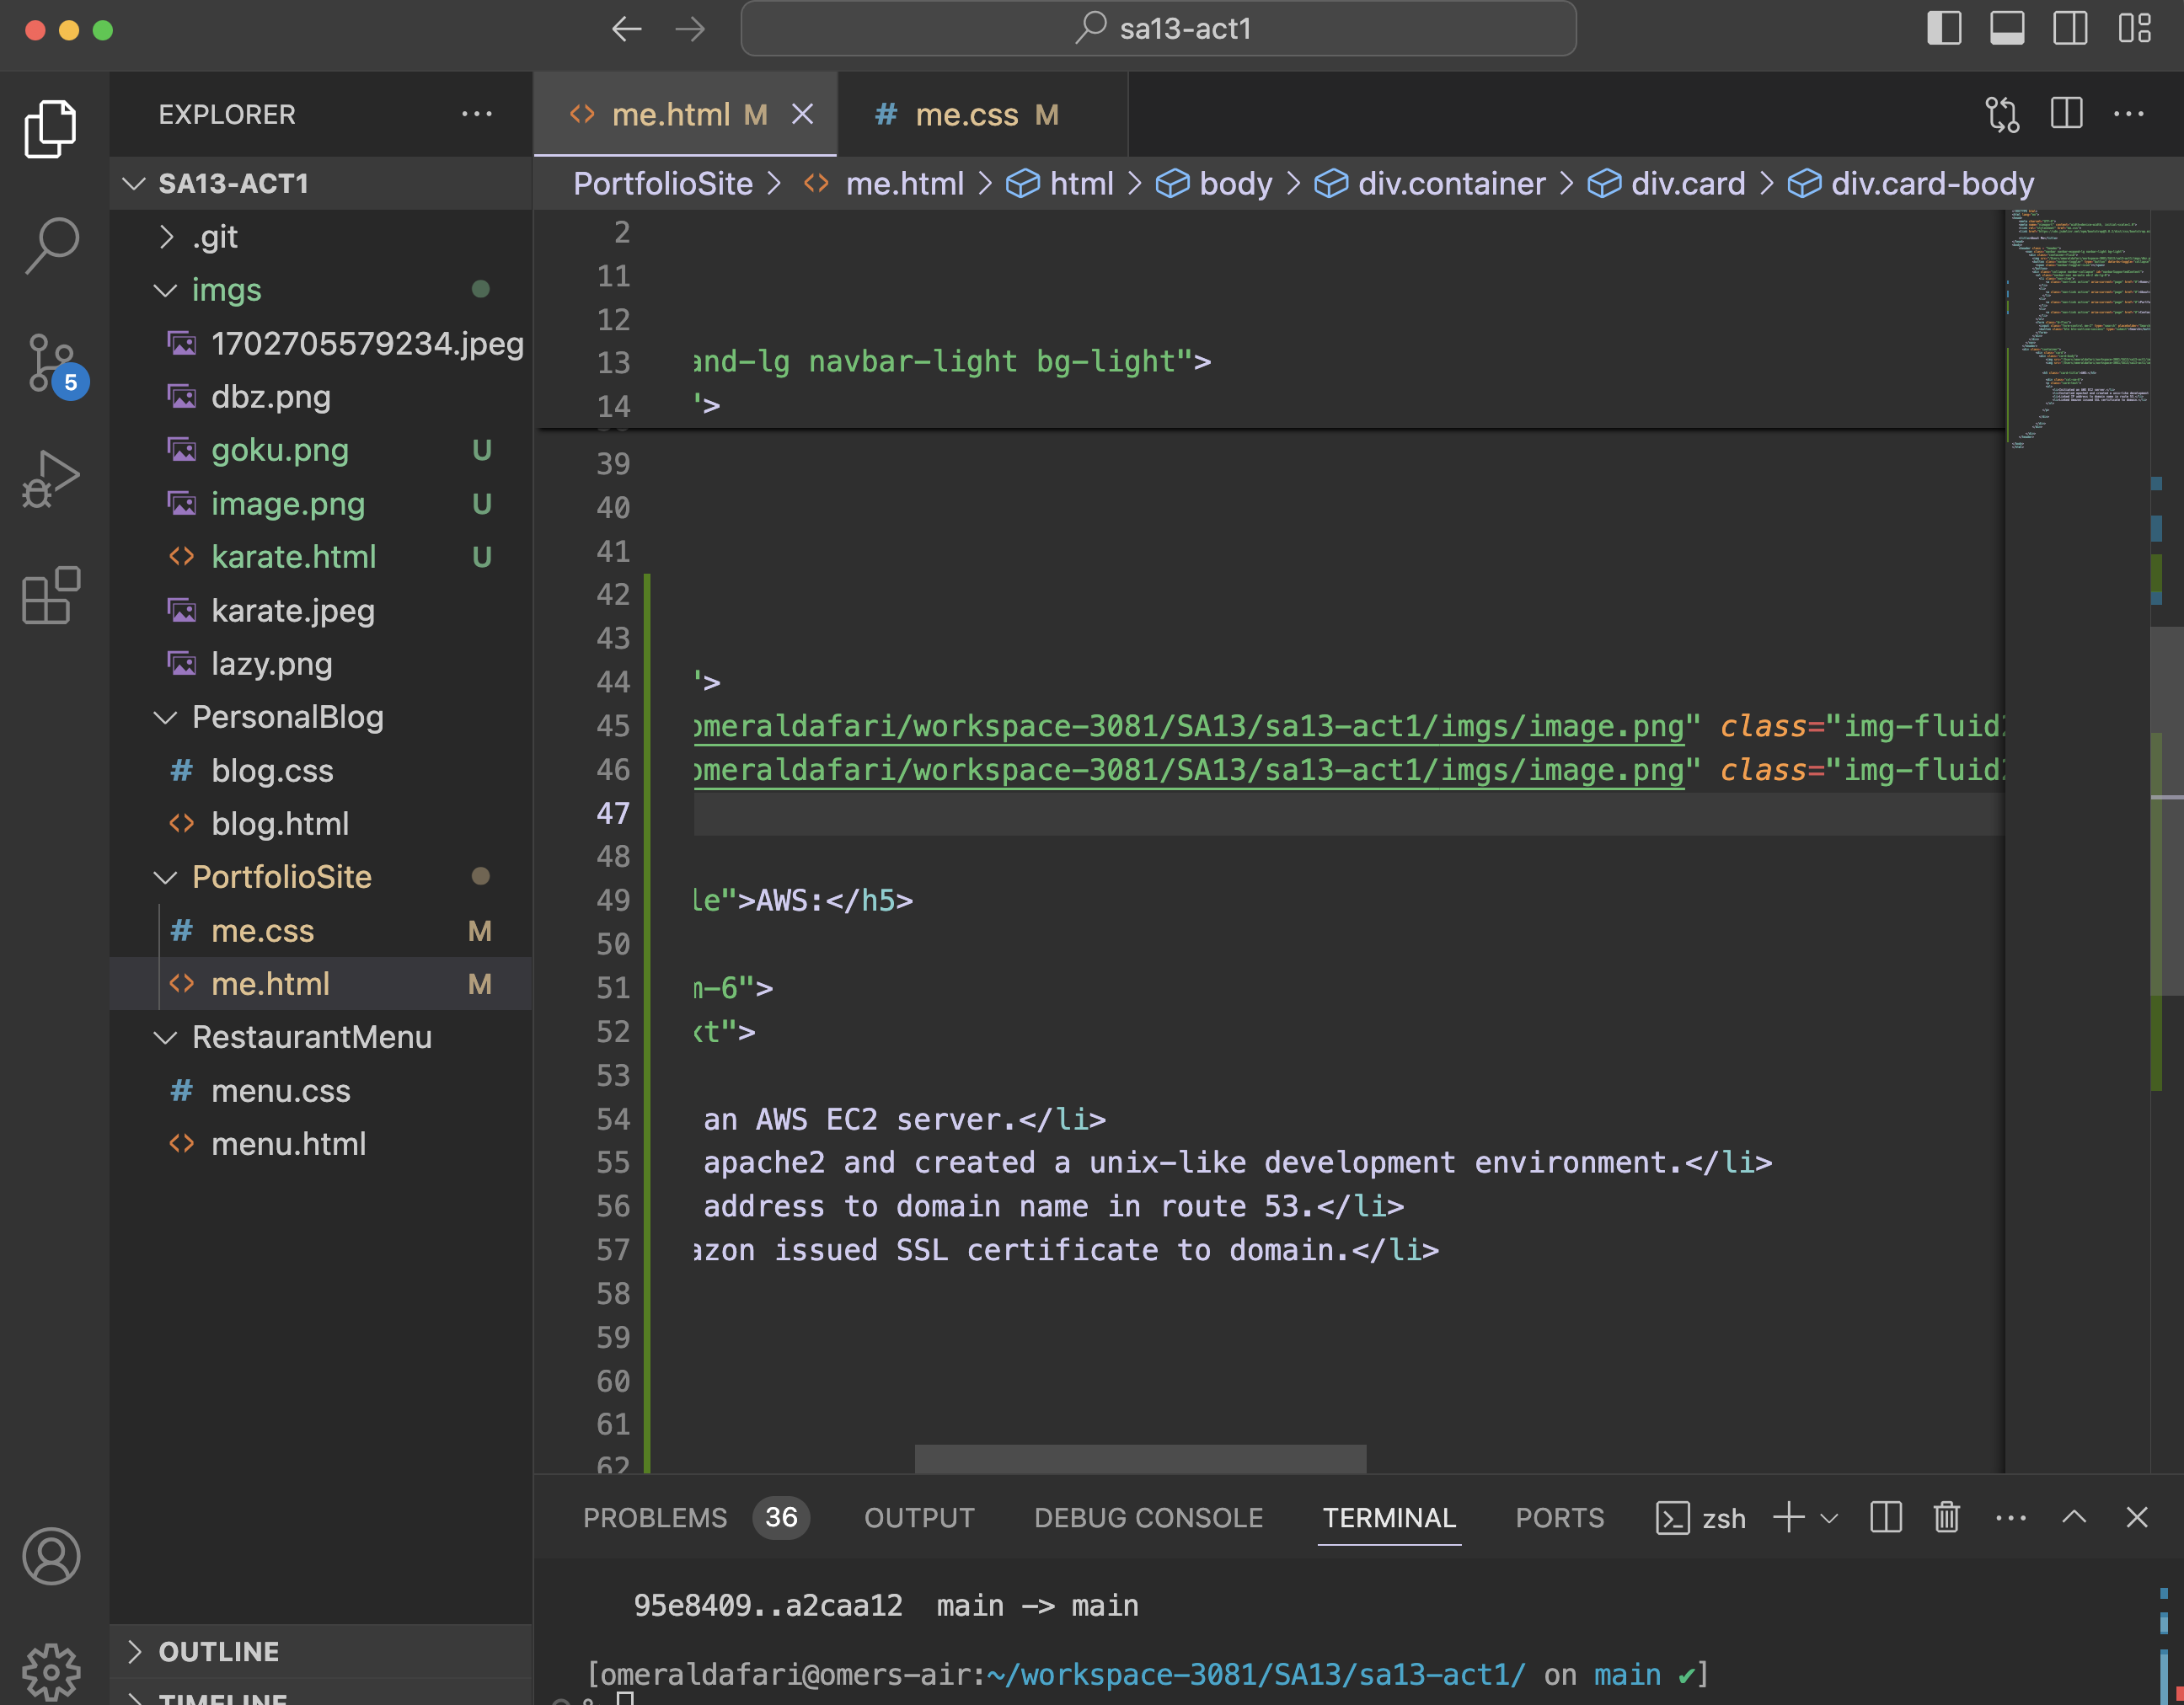 sa13-act1
EXPLORER
me.html M
# me.css M
SA13-ACT1
PortfolioSite > me.html > html > body > div.container > div.card > div.card-body
.git
imgs
1702705579234.jpeg
dbz.png
goku.png U
image.png U
karate.html U
karate.jpeg
lazy.png
PersonalBlog
# blog.css
blog.html
PortfolioSite
# me.css M
me.html M
RestaurantMenu
# menu.css
menu.html
OUTLINE
TIMELINE
5
2
11
12
13 and-lg navbar-light bg-light">
14 ">
39
40
41
42
43
44 ">
45 omeraldafari/workspace-3081/SA13/sa13-act1/imgs/image.png" class="img-fluid
46 omeraldafari/workspace-3081/SA13/sa13-act1/imgs/image.png" class="img-fluid
47
48
49 le">AWS:</h5>
50
51 m-6">
52 xt">
53
54 an AWS EC2 server.</li>
55 apache2 and created a unix-like development environment.</li>
56 address to domain name in route 53.</li>
57 azon issued SSL certificate to domain.</li>
58
59
60
61
62
PROBLEMS 36 OUTPUT DEBUG CONSOLE TERMINAL PORTS zsh
95e8409..a2caa12 main -> main
[omeraldafari@omers-air:~/workspace-3081/SA13/sa13-act1/ on main ✔]